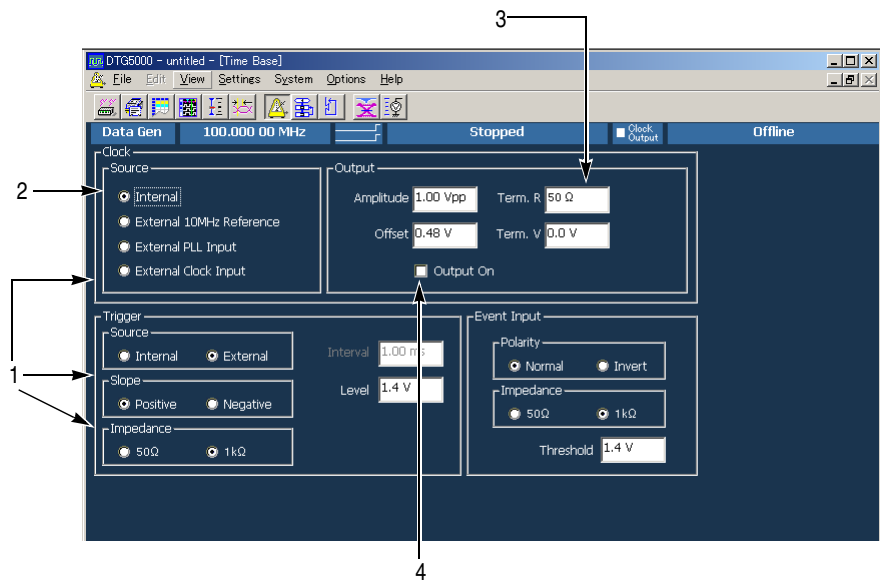 3
DTG5000 - untitled - [Time Base]
File Edit View Settings System Options Help
Data Gen 100.000 00 MHz Stopped Clock Output Offline
Clock
Source
Output
2
Internal
Amplitude 1.00 Vpp Term. R 50 Ω
External 10MHz Reference
Offset 0.48 V Term. V 0.0 V
External PLL Input
External Clock Input
Output On
Trigger
Event Input
Source
Polarity
Internal External
Interval 1.00 ms
Normal Invert
1
Slope
Level 1.4 V
Positive Negative
Impedance
50Ω 1kΩ
Impedance
50Ω 1kΩ
Threshold 1.4 V
4